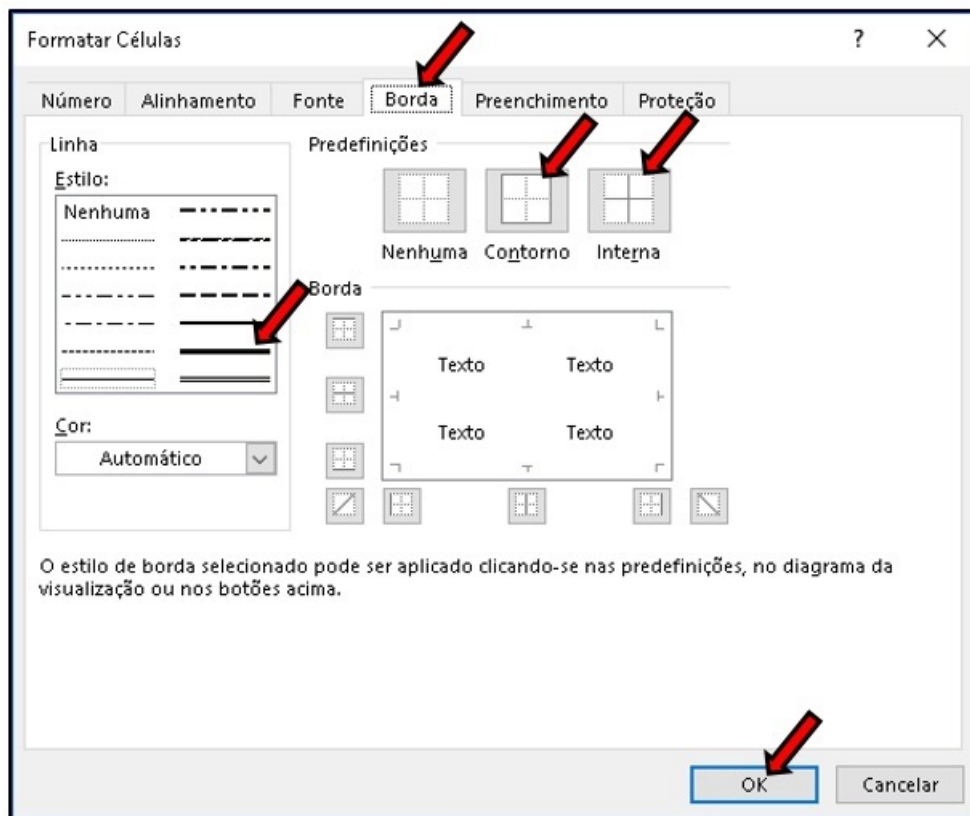 Formatar Células ?
Número Alinhamento Fonte Borda Preenchimento Proteção
Linha
Estilo:
Nenhuma
Cor:
Automático
Predefinições
Nenhuma Contorno Interna
Borda
Texto Texto
Texto Texto
O estilo de borda selecionado pode ser aplicado clicando-se nas predefinições, no diagrama da
visualização ou nos botões acima.
OK Cancelar